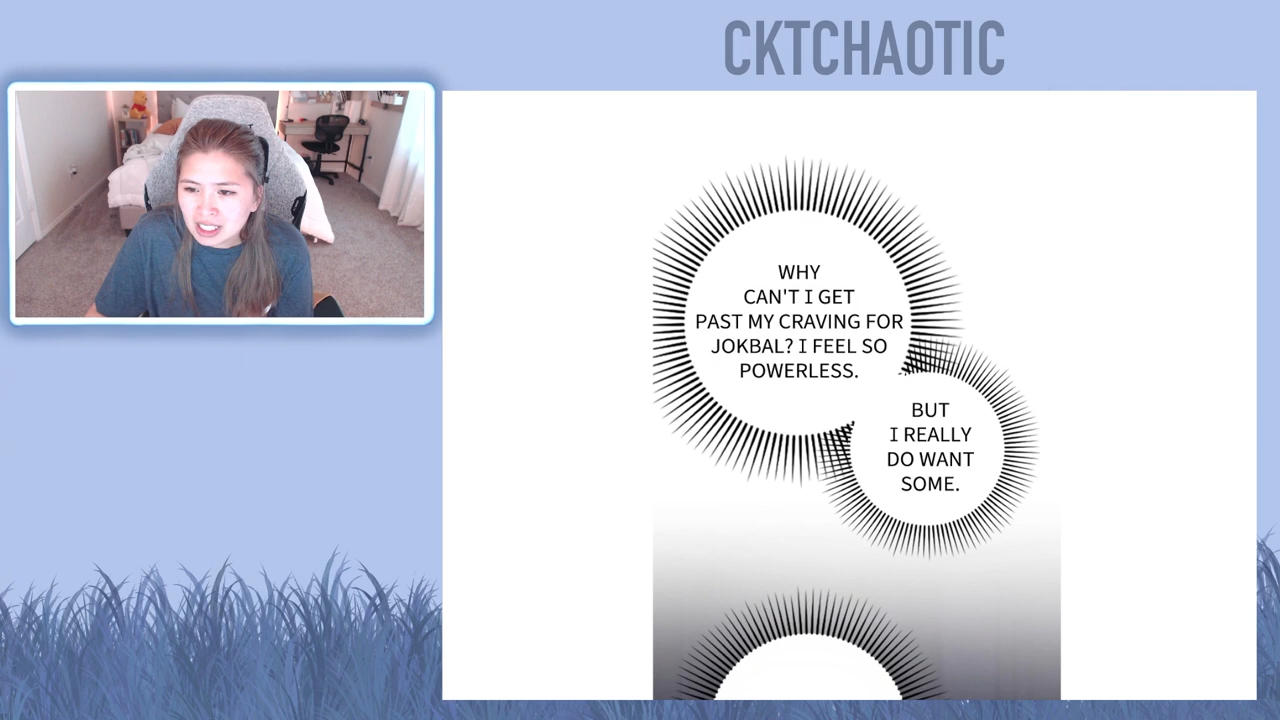 CKTCHAOTIC
WHY
CAN'T I GET
PAST MY CRAVING FOR
JOKBAL? I FEEL SO
POWERLESS.
BUT
I REALLY
DO WANT
SOME.